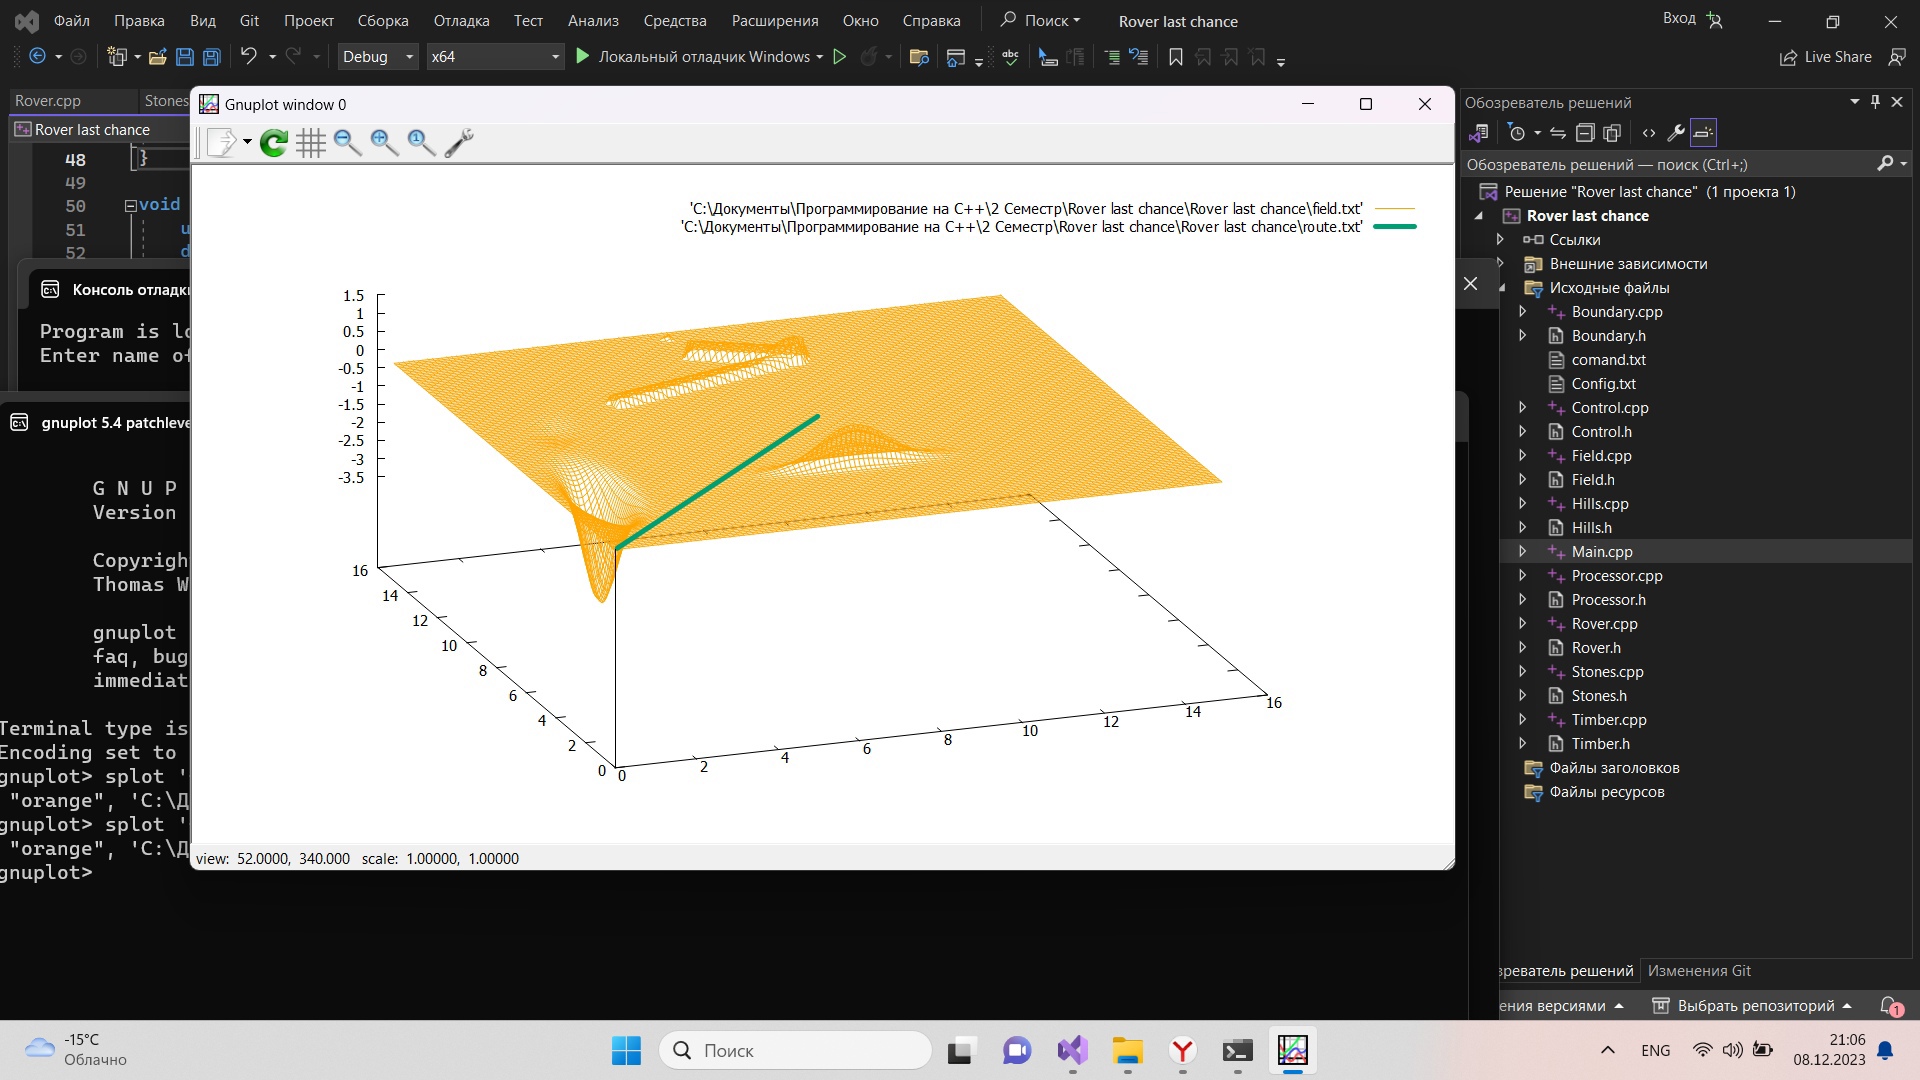 Файл Правка Вид Git Проект Сборка Отладка Тест Анализ Средства Расширения Окно Справка Поиск Rover last chance Вход
Debug x64 Локальный отладчик Windows Live Share
Rover.cpp Stones
Rover last chance
48 }
49
50 void
51 u
52 d
Консоль отладки
Program is lo
Enter name of
gnuplot 5.4 patchleve
G N U P
Version
Copyright
Thomas W
gnuplot
faq, bug
immediat
Terminal type is
Encoding set to
gnuplot> splot '
"orange", 'C:\Д
gnuplot> splot '
"orange", 'C:\Д
gnuplot>
Gnuplot window 0
'C:\Документы\Программирование на C++\2 Семестр\Rover last chance\Rover last chance\field.txt'
'C:\Документы\Программирование на C++\2 Семестр\Rover last chance\Rover last chance\route.txt'
1.5
1
0.5
0
-0.5
-1
-1.5
-2
-2.5
-3
-3.5
16
14
12
10
8
6
4
2
0
0 2 4 6 8 10 12 14 16
view: 52.0000, 340.000 scale: 1.00000, 1.00000
Обозреватель решений
Обозреватель решений — поиск (Ctrl+;)
Решение "Rover last chance" (1 проекта 1)
Rover last chance
Ссылки
Внешние зависимости
Исходные файлы
Boundary.cpp
Boundary.h
comand.txt
Config.txt
Control.cpp
Control.h
Field.cpp
Field.h
Hills.cpp
Hills.h
Main.cpp
Processor.cpp
Processor.h
Rover.cpp
Rover.h
Stones.cpp
Stones.h
Timber.cpp
Timber.h
Файлы заголовков
Файлы ресурсов
зреватель решений Изменения Git
ения версиями Выбрать репозиторий 1
-15°C
Облачно
Поиск
ENG
21:06
08.12.2023